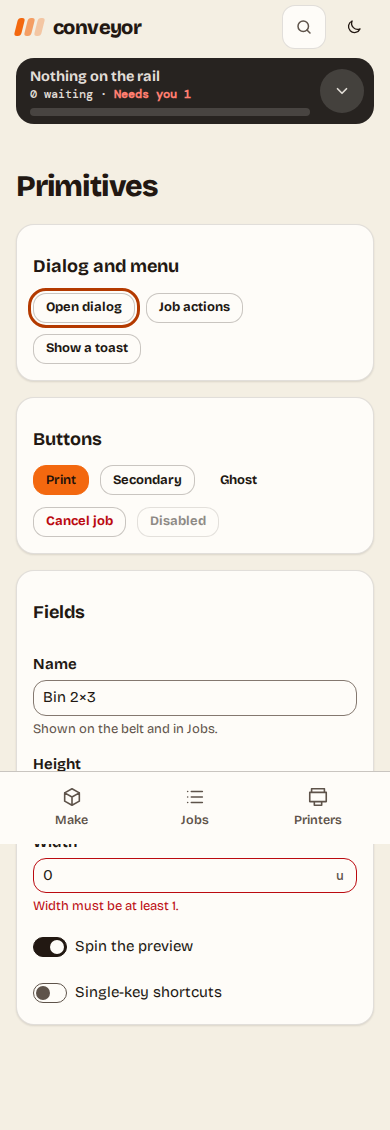 conveyor
Nothing on the rail
0 waiting · Needs you 1
Primitives
Dialog and menu
Open dialog
Job actions
Show a toast
Buttons
Print
Secondary
Ghost
Cancel job
Disabled
Fields
Name
Bin 2×3
Shown on the belt and in Jobs.
Height
Make
Jobs
Printers
Width
0
u
Width must be at least 1.
Spin the preview
Single-key shortcuts